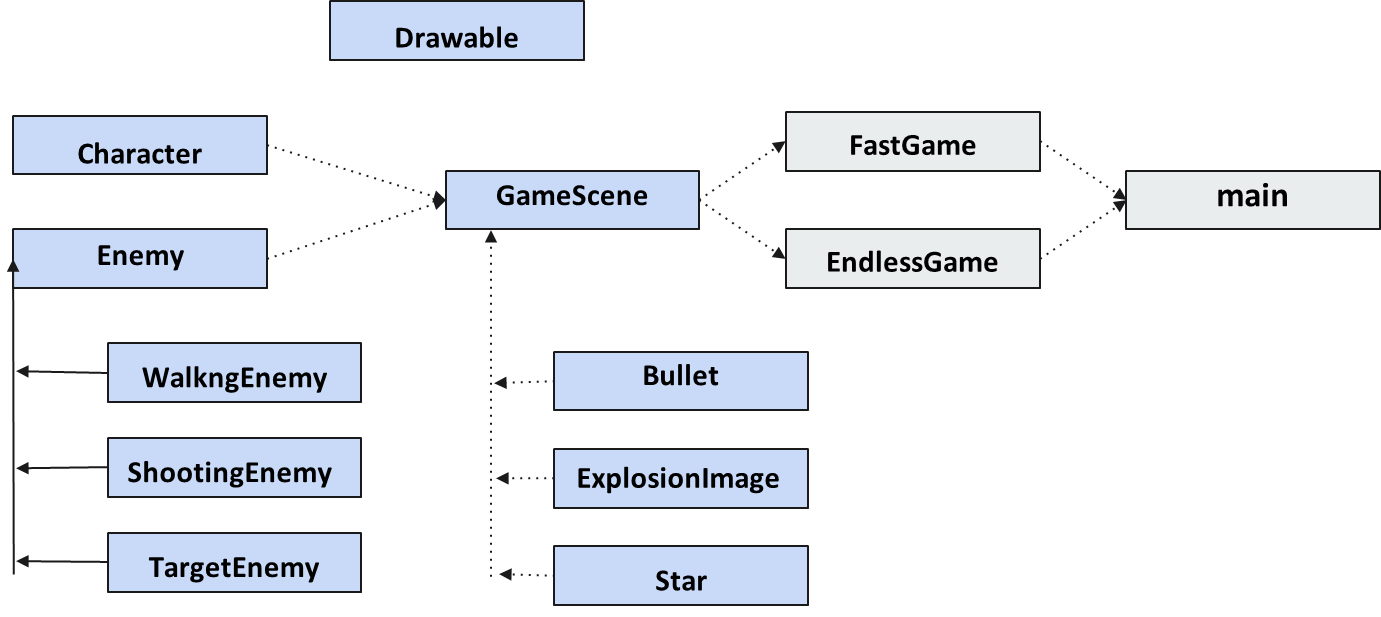 Drawable
Character
FastGame
GameScene
main
Enemy
EndlessGame
WalkngEnemy
Bullet
ShootingEnemy
ExplosionImage
TargetEnemy
Star